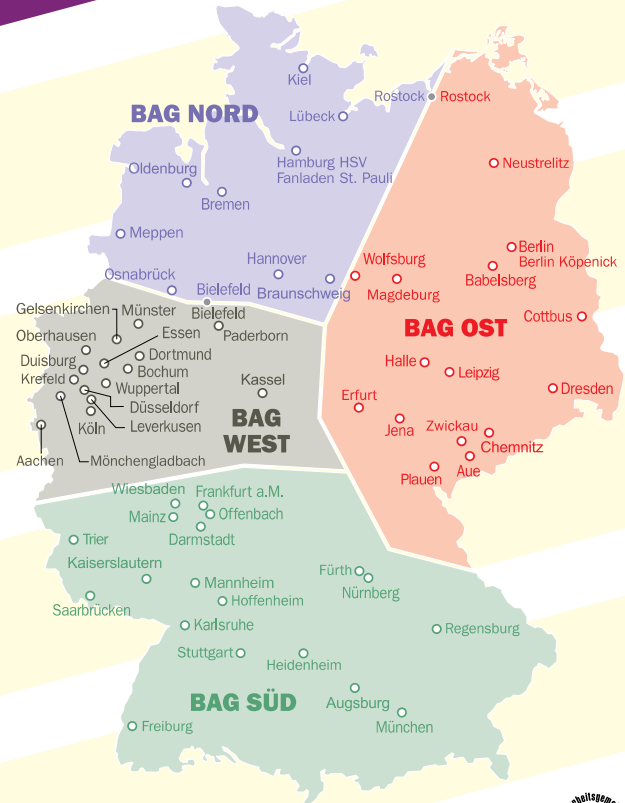 Kiel
BAG NORD
Rostock
Rostock
Lübeck
Hamburg HSV
Fanladen St. Pauli
Oldenburg
Bremen
Neustrelitz
Meppen
Berlin
Berlin Köpenick
Babelsberg
Hannover
Wolfsburg
Osnabrück
Bielefeld
Braunschweig
Magdeburg
Gelsenkirchen
Münster
Bielefeld
Cottbus
BAG OST
Oberhausen
Essen
Paderborn
Duisburg
Dortmund
Bochum
Krefeld
Wuppertal
Kassel
Halle
Leipzig
Dresden
Düsseldorf
Erfurt
BAG
WEST
Köln
Leverkusen
Jena
Zwickau
Chemnitz
Aachen
Mönchengladbach
Aue
Plauen
Wiesbaden
Frankfurt a.M.
Mainz
Offenbach
Darmstadt
Trier
Kaiserslautern
Fürth
Mannheim
Nürnberg
Hoffenheim
Saarbrücken
Karlsruhe
Regensburg
Stuttgart
Heidenheim
BAG SÜD
Augsburg
München
Freiburg